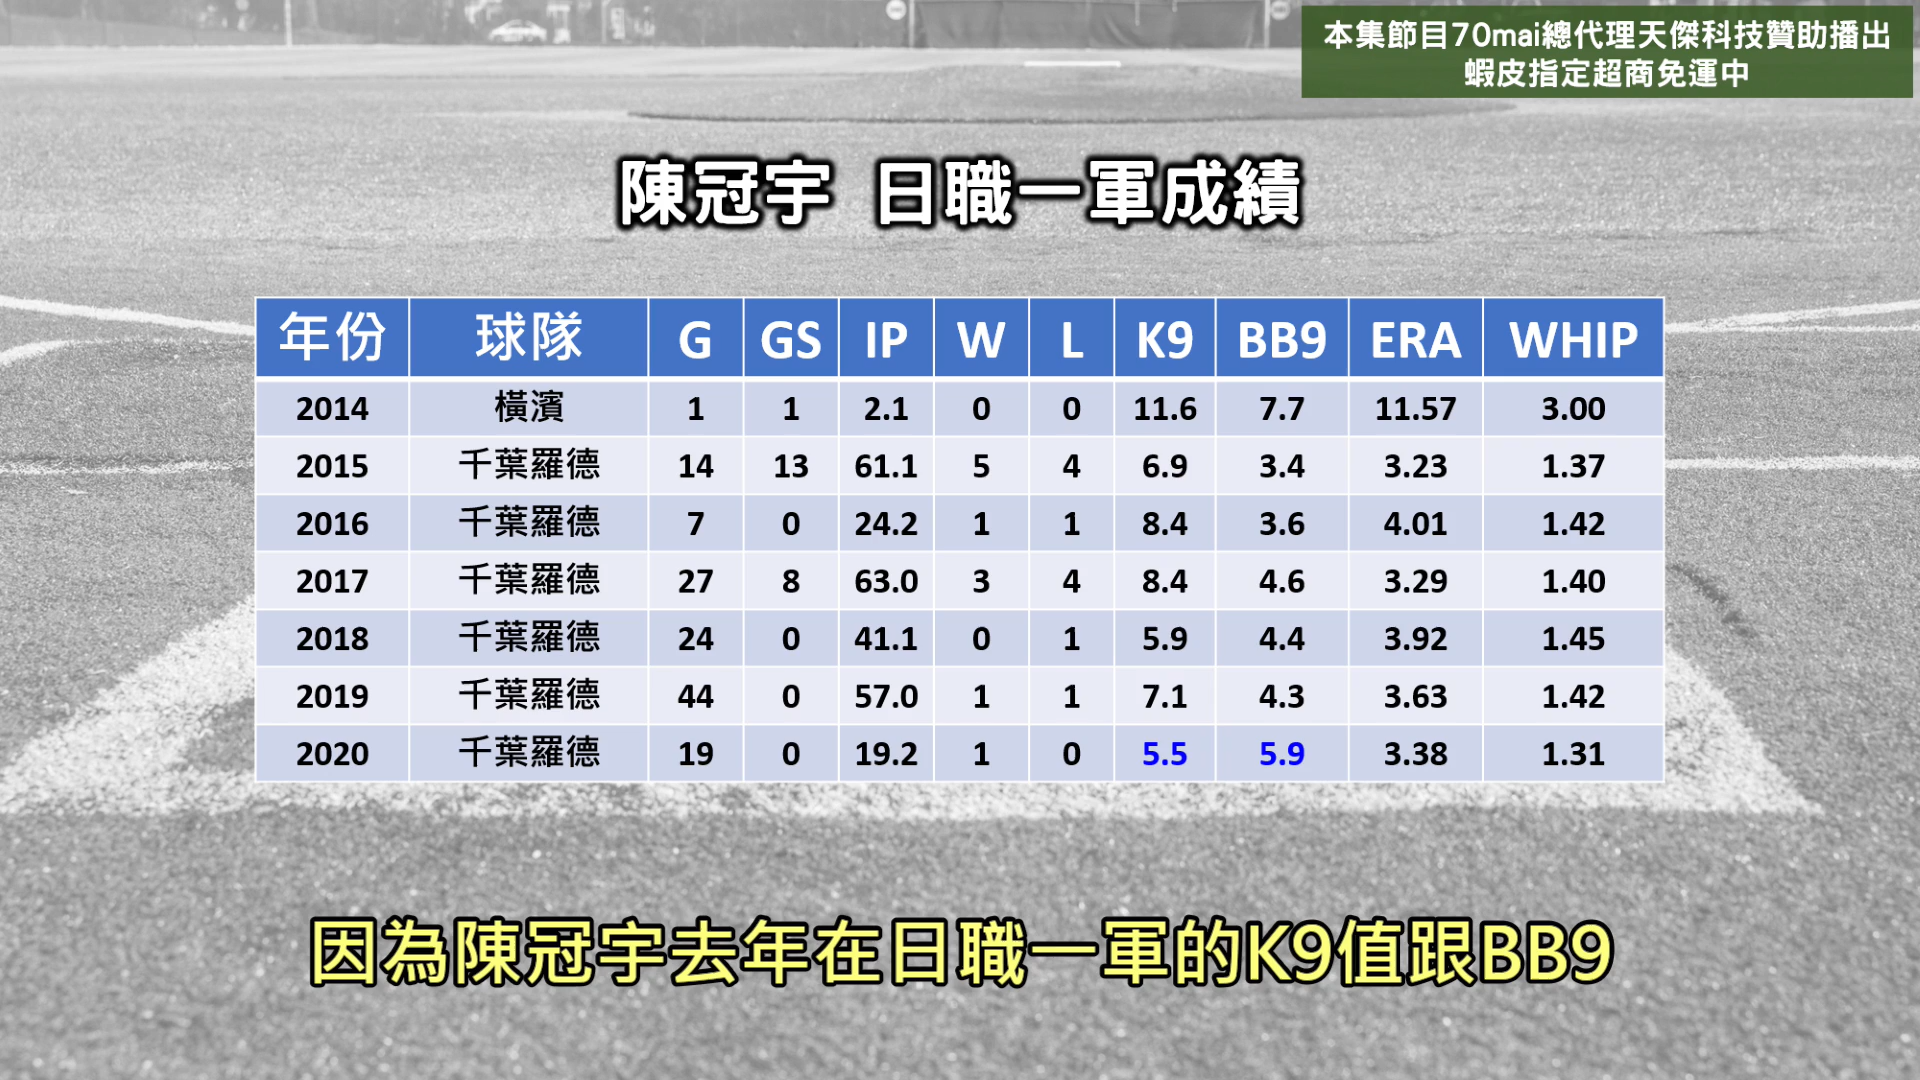 本集節目70mai總代理天傑科技贊助播出
蝦皮指定超商免運中
陳冠宇 日職一軍成績
年份 球隊 G GS IP W L K9 BB9 ERA WHIP
2014 橫濱 1 1 2.1 0 0 11.6 7.7 11.57 3.00
2015 千葉羅德 14 13 61.1 5 4 6.9 3.4 3.23 1.37
2016 千葉羅德 7 0 24.2 1 1 8.4 3.6 4.01 1.42
2017 千葉羅德 27 8 63.0 3 4 8.4 4.6 3.29 1.40
2018 千葉羅德 24 0 41.1 0 1 5.9 4.4 3.92 1.45
2019 千葉羅德 44 0 57.0 1 1 7.1 4.3 3.63 1.42
2020 千葉羅德 19 0 19.2 1 0 5.5 5.9 3.38 1.31
因為陳冠宇去年在日職一軍的K9值跟BB9